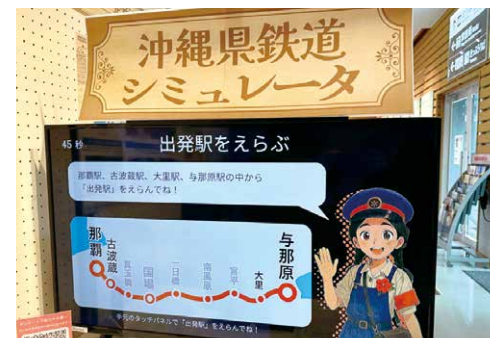 沖縄県鉄道
シミュレータ
45 秒
出発駅をえらぶ
那覇駅、古波蔵駅、大里駅、与那原駅の中から
「出発駅」をえらんでね！
那覇
古波蔵
真玉橋
国場
一日橋
南風原
宮平
大里
与那原
手元のタッチパネルで「出発駅」をえらんでね！